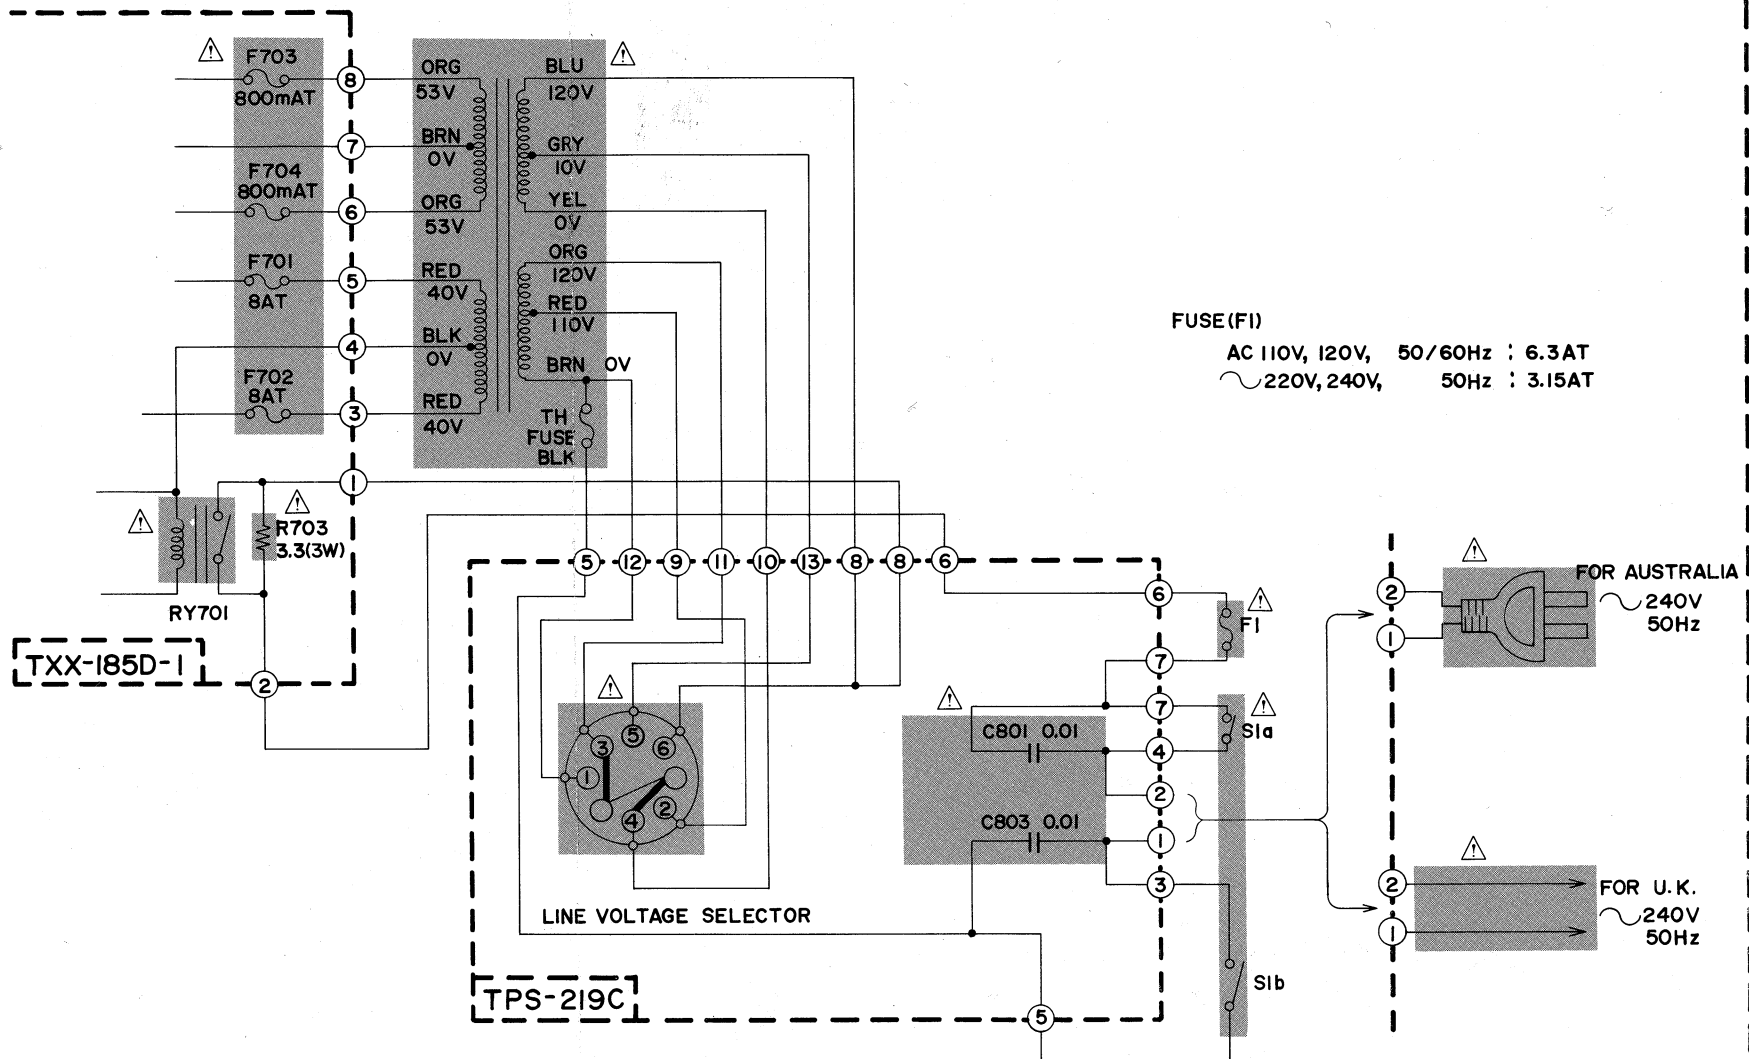 F703
800mAT
8
ORG
53V
BLU
120V
7
BRN
0V
GRY
10V
F704
800mAT
6
ORG
53V
YEL
0V
F701
8AT
5
RED
40V
ORG
120V
RED
110V
4
BLK
0V
BRN 0V
F702
8AT
3
RED
40V
TH
FUSE
BLK
FUSE(F1)
AC 110V, 120V, 50/60Hz : 6.3AT
220V, 240V, 50Hz : 3.15AT
1
R703
3.3(3W)
RY701
TXX-185D-1
2
5 12 9 11 10 13 8 8 6
6
F1
7
7
S1a
4
2
1
3
C801 0.01
C803 0.01
3 5 6
1
4 2
LINE VOLTAGE SELECTOR
TPS-219C
5
S1b
2
1
FOR AUSTRALIA
240V
50Hz
2
1
FOR U.K.
240V
50Hz